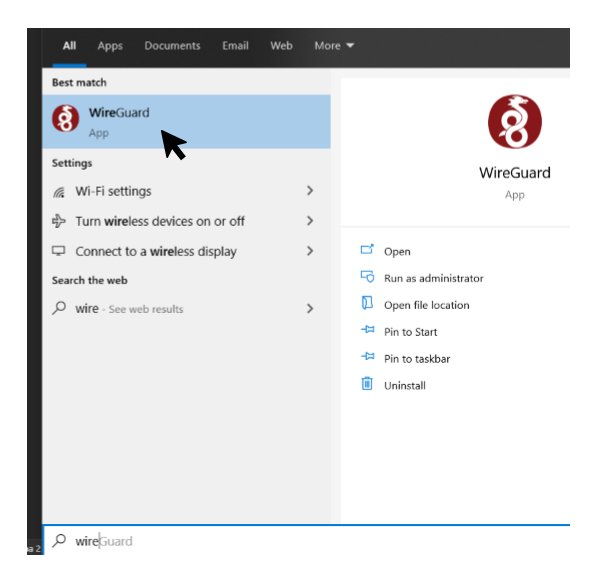 All Apps Documents Email Web More
Best match
WireGuard
App
Settings
Wi-Fi settings
Turn wireless devices on or off
Connect to a wireless display
Search the web
wire - See web results
WireGuard
App
Open
Run as administrator
Open file location
Pin to Start
Pin to taskbar
Uninstall
wireGuard